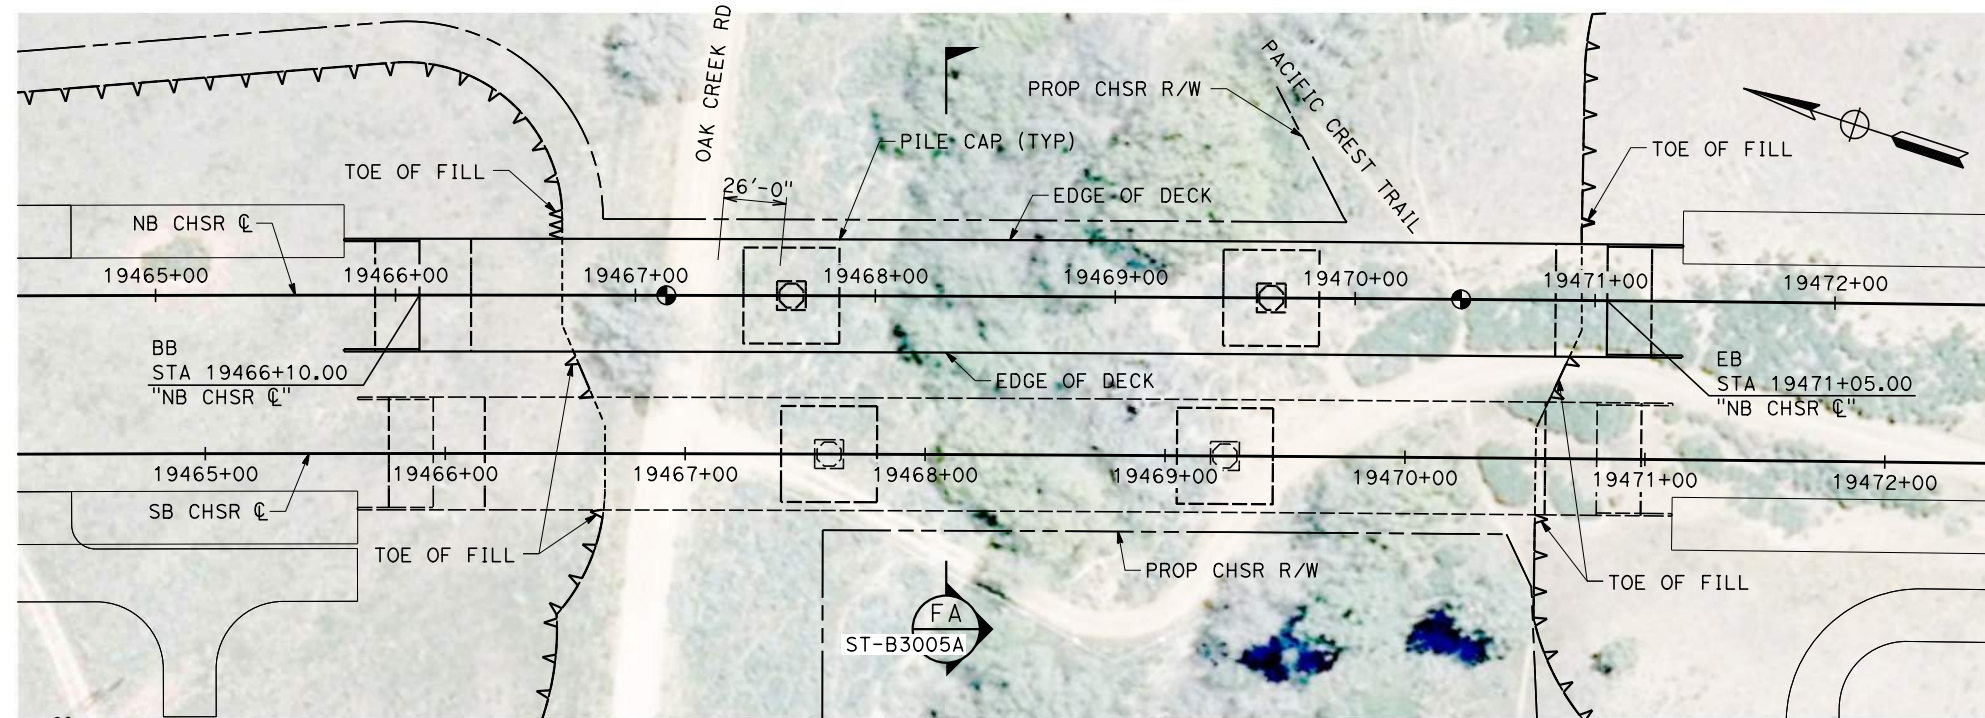 OAK CREEK RD
PACIFIC CREST TRAIL
PROP CHSR R/W
PILE CAP (TYP)
TOE OF FILL
TOE OF FILL
26'-0"
EDGE OF DECK
NB CHSR ℄
19465+00
19466+00
19467+00
19468+00
19469+00
19470+00
19471+00
19472+00
BB
STA 19466+10.00
"NB CHSR ℄"
EDGE OF DECK
EB
STA 19471+05.00
"NB CHSR ℄"
19465+00
19466+00
19467+00
19468+00
19469+00
19470+00
19471+00
19472+00
SB CHSR ℄
TOE OF FILL
PROP CHSR R/W
TOE OF FILL
FA
ST-B3005A